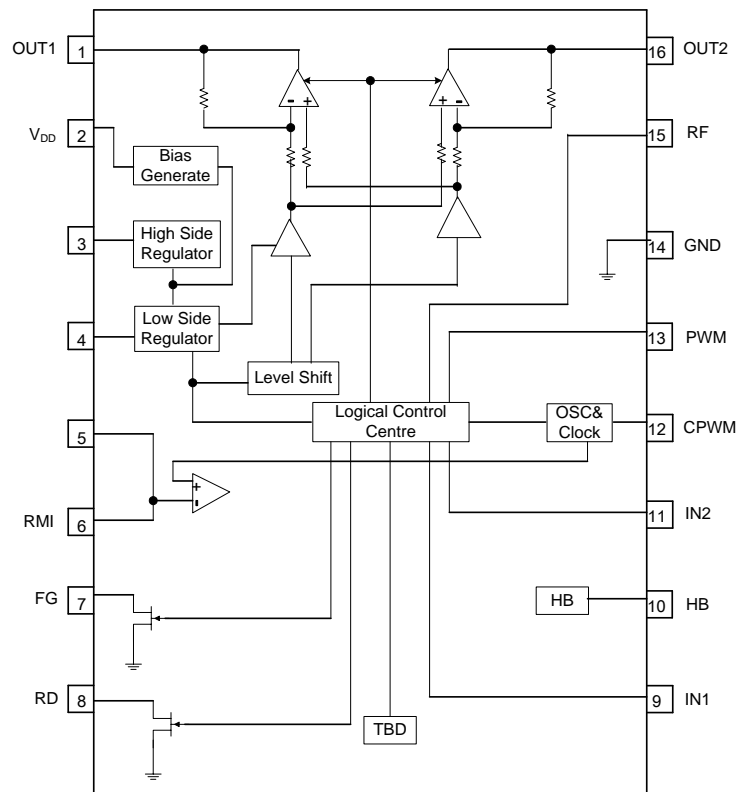 OUT1 1
16 OUT2
- +
+ -
V_DD 2
15 RF
Bias
Generate
3
High Side
Regulator
14 GND
4
Low Side
Regulator
13 PWM
Level Shift
Logical Control
Centre
OSC&
Clock
12 CPWM
5
+
-
RMI 6
11 IN2
FG 7
HB
10 HB
RD 8
9 IN1
TBD